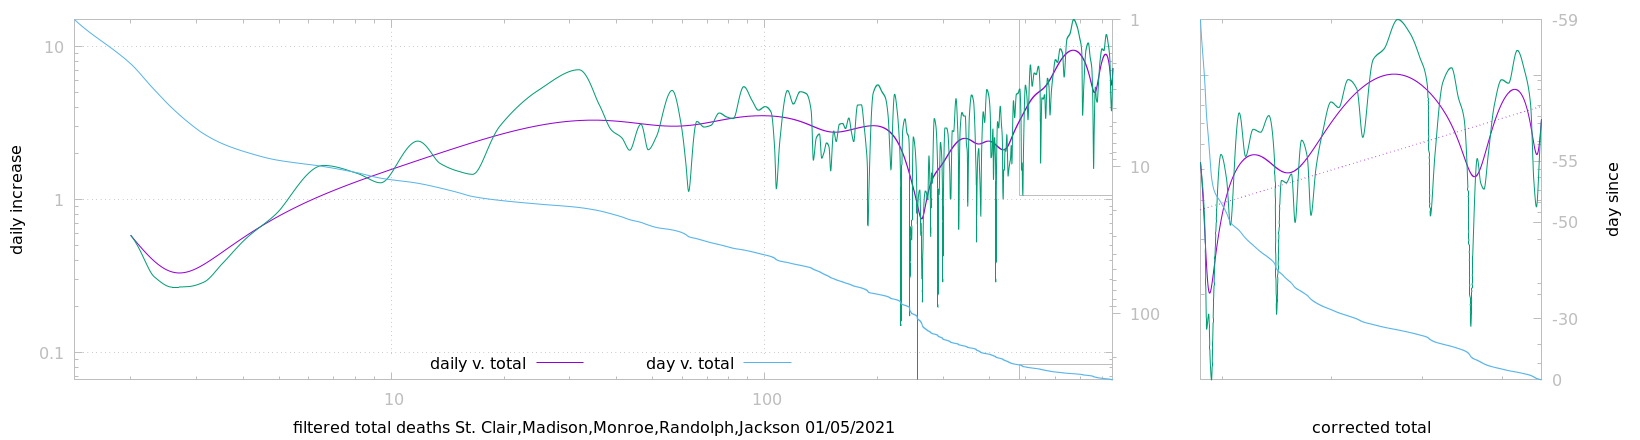 10
1
0.1
daily increase
10
100
filtered total deaths St. Clair,Madison,Monroe,Randolph,Jackson 01/05/2021
daily v. total
day v. total
1
10
100
-59
-55
-50
-30
0
day since
corrected total